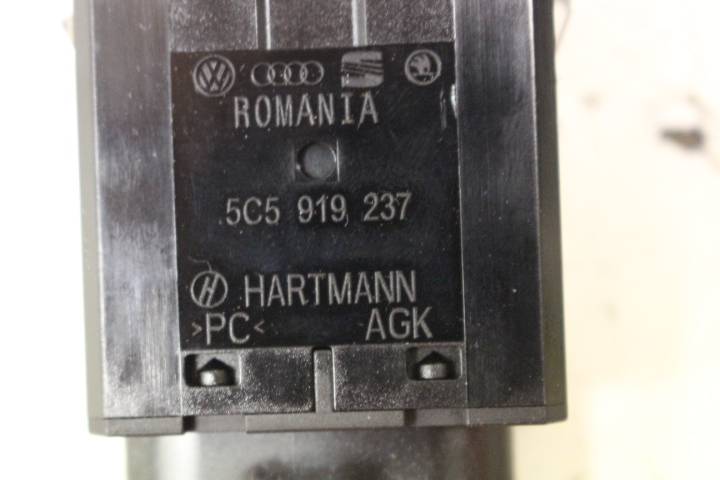 ROMANIA
5C5 919 237
HARTMANN
>PC< AGK